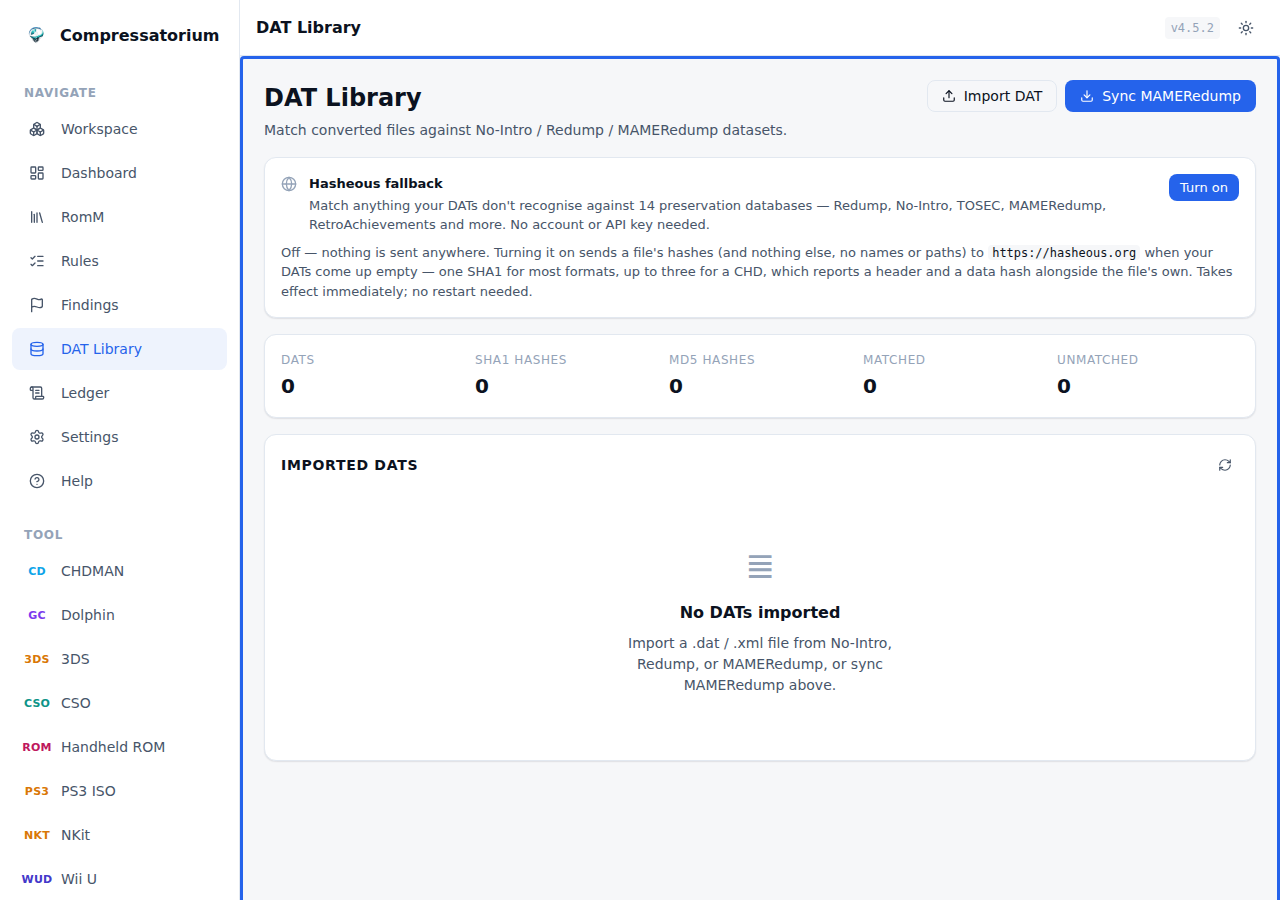 Compressatorium
DAT Library
v4.5.2
NAVIGATE
Workspace
Dashboard
RomM
Rules
Findings
DAT Library
Ledger
Settings
Help
TOOL
CD CHDMAN
GC Dolphin
3DS 3DS
CSO CSO
ROM Handheld ROM
PS3 PS3 ISO
NKT NKit
WUD Wii U
DAT Library
Import DAT
Sync MAMERedump
Match converted files against No-Intro / Redump / MAMERedump datasets.
Hasheous fallback
Turn on
Match anything your DATs don't recognise against 14 preservation databases — Redump, No-Intro, TOSEC, MAMERedump,
RetroAchievements and more. No account or API key needed.
Off — nothing is sent anywhere. Turning it on sends a file's hashes (and nothing else, no names or paths) to https://hasheous.org when your
DATs come up empty — one SHA1 for most formats, up to three for a CHD, which reports a header and a data hash alongside the file's own. Takes
effect immediately; no restart needed.
DATS SHA1 HASHES MD5 HASHES MATCHED UNMATCHED
0 0 0 0 0
IMPORTED DATS
No DATs imported
Import a .dat / .xml file from No-Intro,
Redump, or MAMERedump, or sync
MAMERedump above.